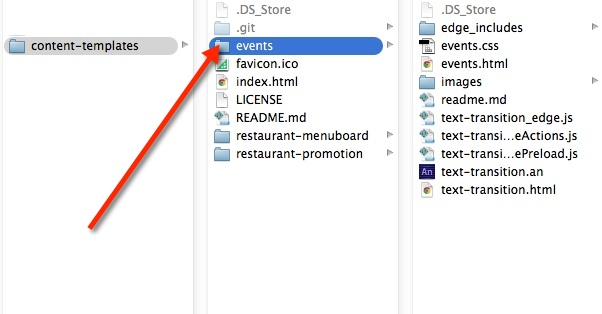 content-templates
.DS_Store
.git
events
favicon.ico
index.html
LICENSE
README.md
restaurant-menuboard
restaurant-promotion
.DS_Store
edge_includes
events.css
events.html
images
readme.md
text-transition_edge.js
text-transi...eActions.js
text-transi...ePreload.js
An text-transition.an
text-transition.html